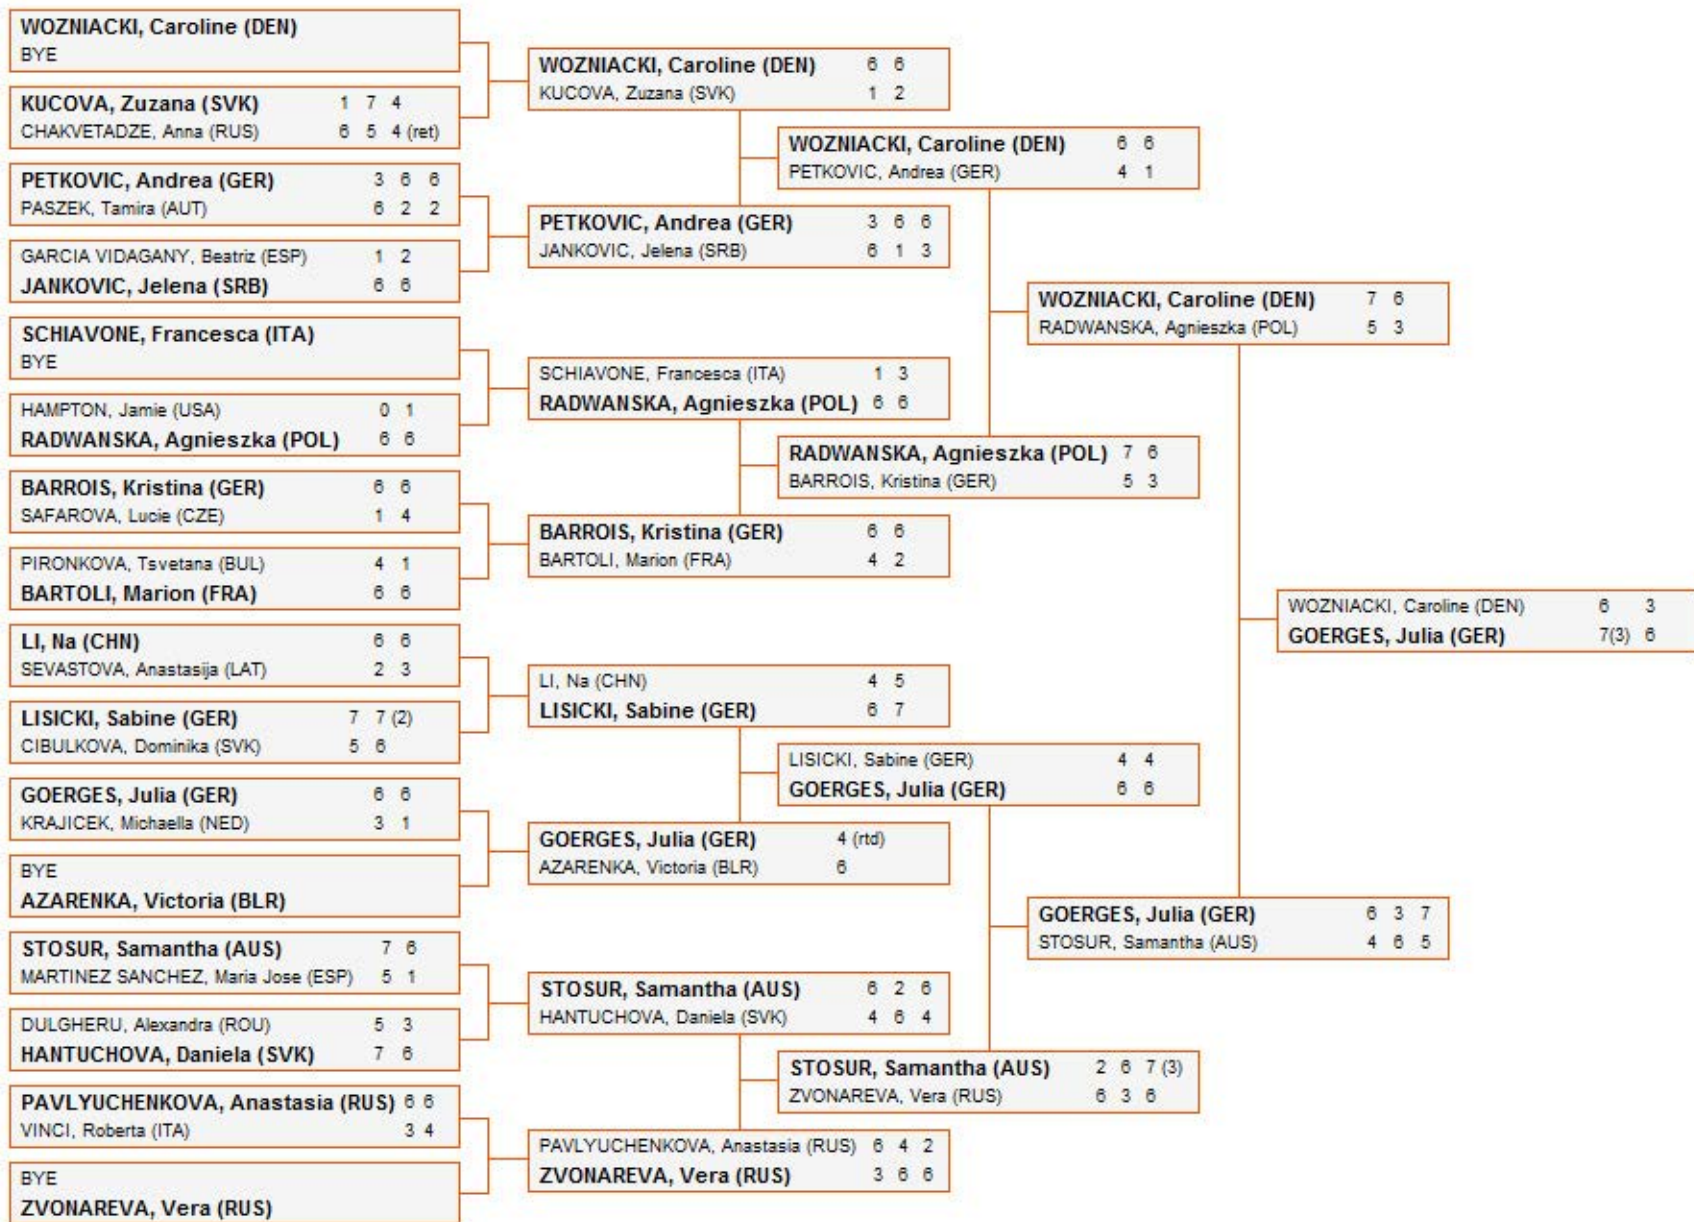 WOZNIACKI, Caroline (DEN)
BYE
KUCOVA, Zuzana (SVK) 1 7 4
CHAKVETADZE, Anna (RUS) 6 5 4 (ret)
PETKOVIC, Andrea (GER) 3 6 6
PASZEK, Tamira (AUT) 6 2 2
GARCIA VIDAGANY, Beatriz (ESP) 1 2
JANKOVIC, Jelena (SRB) 6 6
SCHIAVONE, Francesca (ITA)
BYE
HAMPTON, Jamie (USA) 0 1
RADWANSKA, Agnieszka (POL) 6 6
BARROIS, Kristina (GER) 6 6
SAFAROVA, Lucie (CZE) 1 4
PIRONKOVA, Tsvetana (BUL) 4 1
BARTOLI, Marion (FRA) 6 6
LI, Na (CHN) 6 6
SEVASTOVA, Anastasija (LAT) 2 3
LISICKI, Sabine (GER) 7 7 (2)
CIBULKOVA, Dominika (SVK) 5 6
GOERGES, Julia (GER) 6 6
KRAJICEK, Michaella (NED) 3 1
BYE
AZARENKA, Victoria (BLR)
STOSUR, Samantha (AUS) 7 6
MARTINEZ SANCHEZ, Maria Jose (ESP) 5 1
DULGHERU, Alexandra (ROU) 5 3
HANTUCHOVA, Daniela (SVK) 7 6
PAVLYUCHENKOVA, Anastasia (RUS) 6 6
VINCI, Roberta (ITA) 3 4
BYE
ZVONAREVA, Vera (RUS)
WOZNIACKI, Caroline (DEN) 6 6
KUCOVA, Zuzana (SVK) 1 2
PETKOVIC, Andrea (GER) 3 6 6
JANKOVIC, Jelena (SRB) 6 1 3
SCHIAVONE, Francesca (ITA) 1 3
RADWANSKA, Agnieszka (POL) 6 6
BARROIS, Kristina (GER) 6 6
BARTOLI, Marion (FRA) 4 2
LI, Na (CHN) 4 5
LISICKI, Sabine (GER) 6 7
GOERGES, Julia (GER) 4 (rtd)
AZARENKA, Victoria (BLR) 6
STOSUR, Samantha (AUS) 6 2 6
HANTUCHOVA, Daniela (SVK) 4 6 4
PAVLYUCHENKOVA, Anastasia (RUS) 6 4 2
ZVONAREVA, Vera (RUS) 3 6 6
WOZNIACKI, Caroline (DEN) 6 6
PETKOVIC, Andrea (GER) 4 1
RADWANSKA, Agnieszka (POL) 7 6
BARROIS, Kristina (GER) 5 3
LISICKI, Sabine (GER) 4 4
GOERGES, Julia (GER) 6 6
STOSUR, Samantha (AUS) 2 6 7 (3)
ZVONAREVA, Vera (RUS) 6 3 6
WOZNIACKI, Caroline (DEN) 7 6
RADWANSKA, Agnieszka (POL) 5 3
GOERGES, Julia (GER) 6 3 7
STOSUR, Samantha (AUS) 4 6 5
WOZNIACKI, Caroline (DEN) 6 3
GOERGES, Julia (GER) 7(3) 6